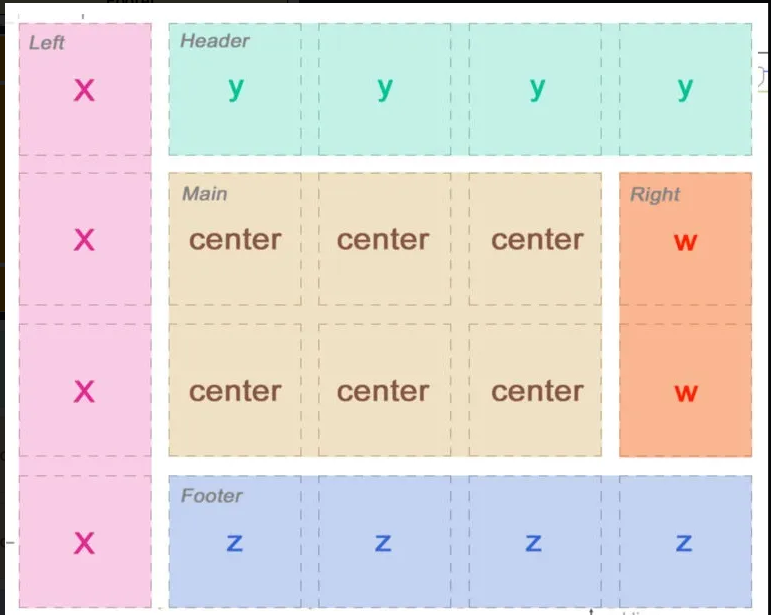 Left Header
x y y y y
Main Right
x center center center w
x center center center w
Footer
x z z z z